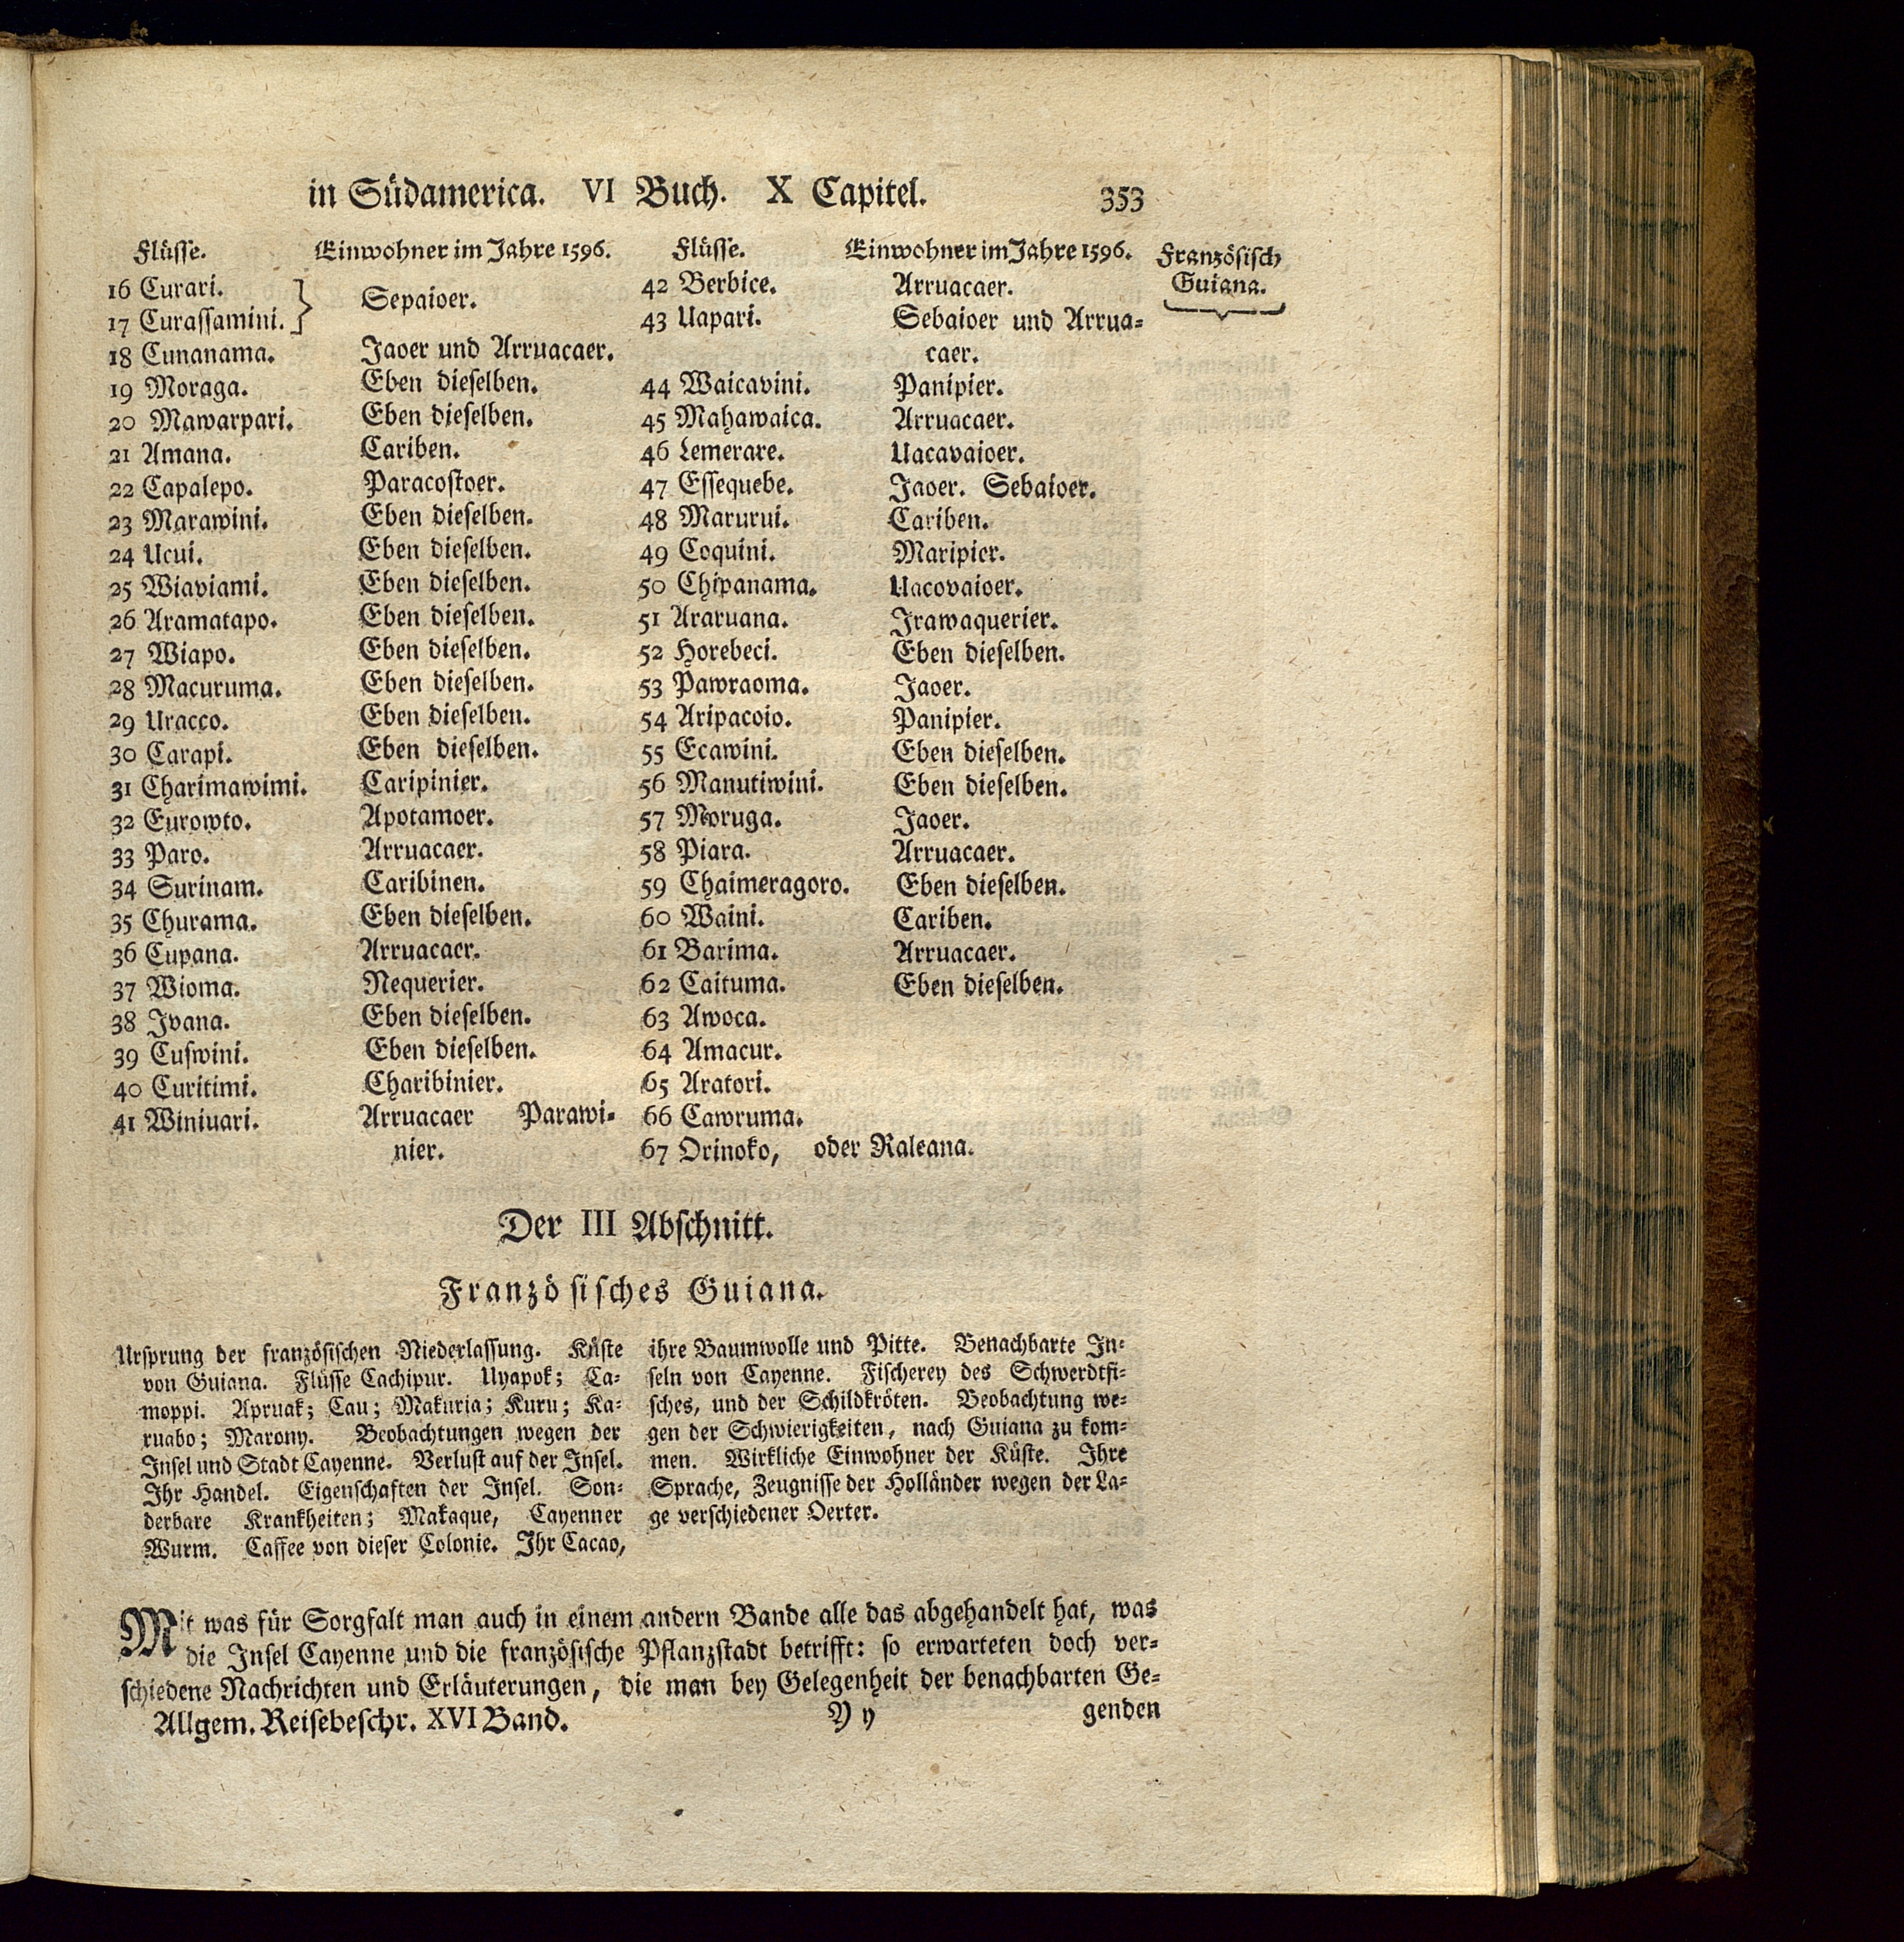 in Südamerica. VI Buch. X Capitel. 353
Französisch
Guiana.
Flüsse. Einwohner im Jahre 1596.
16 Curari.
Sepaioer.
17 Curassamini.
18 Cunanama. Jaoer und Arruacaer.
19 Moraga. Eben dieselben.
20 Mawarpari. Eben dieselben.
21 Amana. Cariben.
22 Capalepo. Paracostoer.
23 Marawini. Eben dieselben.
24 Ucui. Eben dieselben.
25 Wiaviami. Eben dieselben.
26 Aramatapo. Eben dieselben.
27 Wiapo. Eben dieselben.
28 Macuruma. Eben dieselben.
29 Uracco. Eben dieselben.
30 Carapi. Eben dieselben.
31 Charimawimi. Caripinier.
32 Eurowto. Apotamoer.
33 Paro. Arruacaer.
34 Surinam. Caribinen.
35 Churama. Eben dieselben.
36 Cupana. Arruacaer.
37 Wioma. Nequerier.
38 Ivana. Eben dieselben.
39 Cuswini. Eben dieselben.
40 Curitimi. Charibinier.
41 Winiuari. Arruacaer Parawi-
nier.
Flüsse. Einwohner im Jahre 1596.
42 Berbice. Arruacaer.
43 Uapari. Sebaioer und Arrua-
caer.
44 Waicavini. Panipier.
45 Mahawaica. Arruacaer.
46 Lemerare. Uacavaioer.
47 Essequebe. Jaoer. Sebaioer.
48 Marurui. Cariben.
49 Coquini. Maripier.
50 Chipanama. Uacovaioer.
51 Araruana. Irawaquerier.
52 Horebeci. Eben dieselben.
53 Pawraoma. Jaoer.
54 Aripacoio. Panipier.
55 Ecawini. Eben dieselben.
56 Manutiwini. Eben dieselben.
57 Moruga. Jaoer.
58 Piara. Arruacaer.
59 Chaimeragoro. Eben dieselben.
60 Waini. Cariben.
61 Barima. Arruacaer.
62 Caituma. Eben dieselben.
63 Awoca.
64 Amacur.
65 Aratori.
66 Cawruma.
67 Orinoko, oder Raleana.
Der III Abschnitt.
Französisches Guiana.
Ursprung der französischen Niederlassung. Küste
von Guiana. Flüsse Cachipur. Uyapok; Ca-
moppi. Apruak; Cau; Makuria; Kuru; Ka-
ruabo; Marony. Beobachtungen wegen der
Insel und Stadt Cayenne. Verlust auf der Insel.
Ihr Handel. Eigenschaften der Insel. Son-
derbare Krankheiten; Makaque, Cayenner
Wurm. Caffee von dieser Colonie. Ihr Cacao,
ihre Baumwolle und Pitte. Benachbarte In-
seln von Cayenne. Fischerey des Schwerdtfi-
sches, und der Schildkröten. Beobachtung we-
gen der Schwierigkeiten, nach Guiana zu kom-
men. Wirkliche Einwohner der Küste. Ihre
Sprache, Zeugnisse der Holländer wegen der La-
ge verschiedener Oerter.
Mit was für Sorgfalt man auch in einem andern Bande alle das abgehandelt hat, was
die Insel Cayenne und die französische Pflanzstadt betrifft: so erwarteten doch ver-
schiedene Nachrichten und Erläuterungen, die man bey Gelegenheit der benachbarten Ge-
Allgem. Reisebeschr. XVI Band. Y y genden